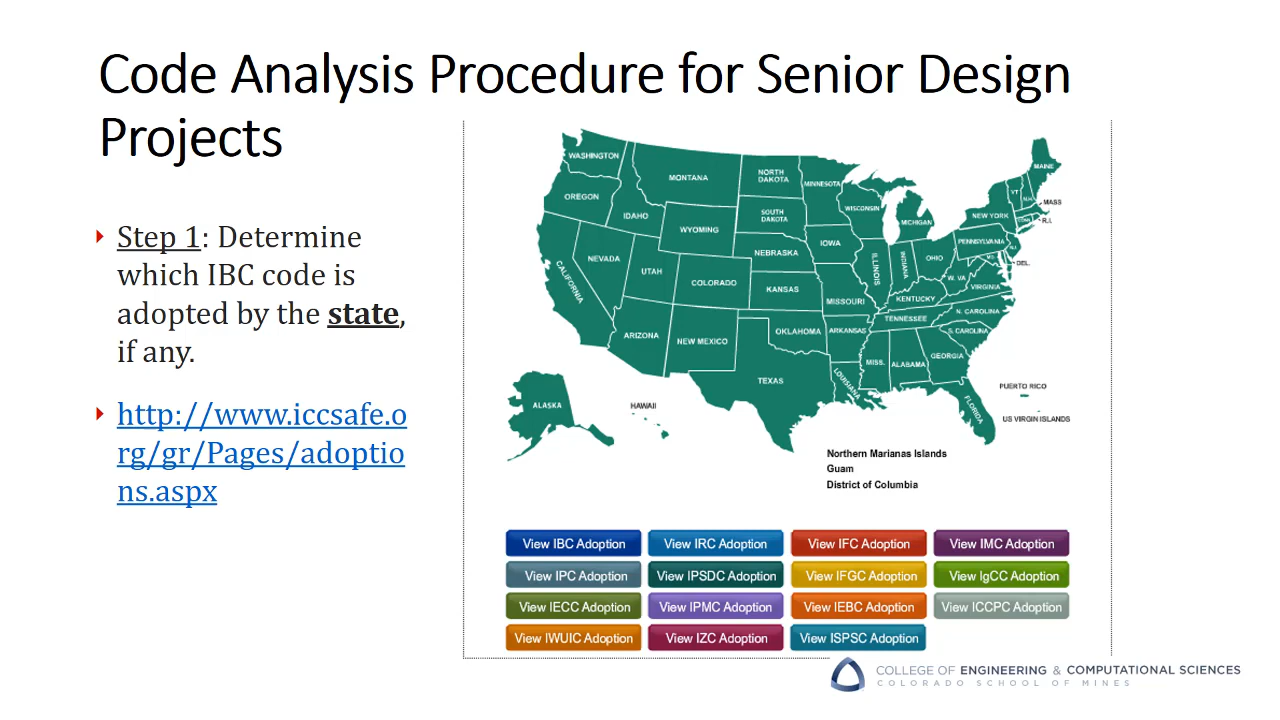 Code Analysis Procedure for Senior Design
Projects
Step 1: Determine
which IBC code is
adopted by the state,
if any.
http://www.iccsafe.o
rg/gr/Pages/adoptio
ns.aspx
WASHINGTON
OREGON
CALIFORNIA
NEVADA
IDAHO
MONTANA
WYOMING
UTAH
ARIZONA
COLORADO
NEW MEXICO
NORTH
DAKOTA
SOUTH
DAKOTA
NEBRASKA
KANSAS
OKLAHOMA
TEXAS
MINNESOTA
IOWA
MISSOURI
ARKANSAS
LOUISIANA
WISCONSIN
ILLINOIS
MICHIGAN
INDIANA
OHIO
KENTUCKY
TENNESSEE
MISS.
ALABAMA
GEORGIA
FLORIDA
S. CAROLINA
N. CAROLINA
VIRGINIA
W. VA
PENNSYLVANIA
NEW YORK
VT
N.H.
MAINE
MASS
R.I.
CONN
N.J.
DEL.
ALASKA
HAWAII
PUERTO RICO
US VIRGIN ISLANDS
Northern Marianas Islands
Guam
District of Columbia
View IBC Adoption
View IRC Adoption
View IFC Adoption
View IMC Adoption
View IPC Adoption
View IPSDC Adoption
View IFGC Adoption
View IgCC Adoption
View IECC Adoption
View IPMC Adoption
View IEBC Adoption
View ICCPC Adoption
View IWUIC Adoption
View IZC Adoption
View ISPSC Adoption
COLLEGE OF ENGINEERING & COMPUTATIONAL SCIENCES
COLORADO SCHOOL OF MINES